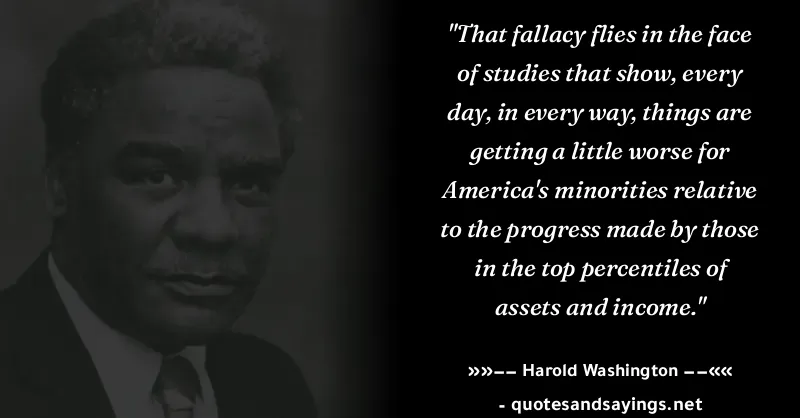 "That fallacy flies in the face
of studies that show, every
day, in every way, things are
getting a little worse for
America's minorities relative
to the progress made by those
in the top percentiles of
assets and income."
»»−− Harold Washington −−««
- quotesandsayings.net